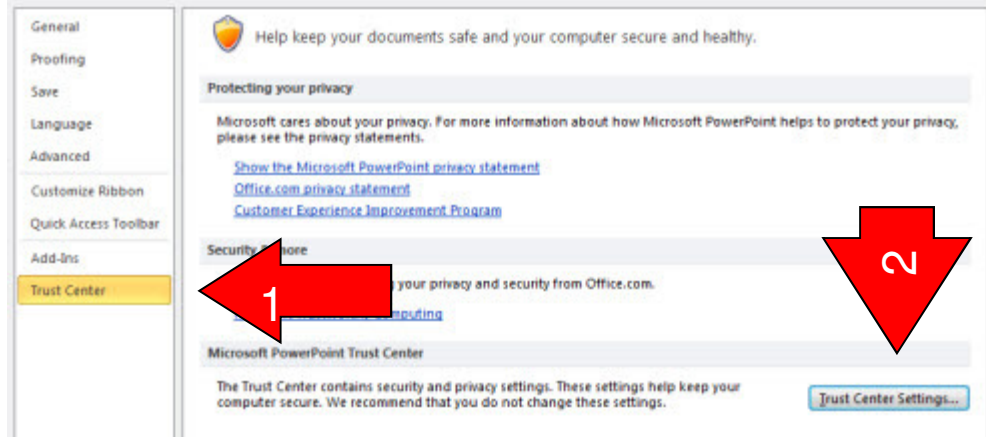 General
Proofing
Save
Language
Advanced
Customize Ribbon
Quick Access Toolbar
Add-Ins
Trust Center
Help keep your documents safe and your computer secure and healthy.
Protecting your privacy
Microsoft cares about your privacy. For more information about how Microsoft PowerPoint helps to protect your privacy,
please see the privacy statements.
Show the Microsoft PowerPoint privacy statement
Office.com privacy statement
Customer Experience Improvement Program
Security more
your privacy and security from Office.com.
Microsoft PowerPoint Trust Center
The Trust Center contains security and privacy settings. These settings help keep your
computer secure. We recommend that you do not change these settings.
Trust Center Settings...
1
2